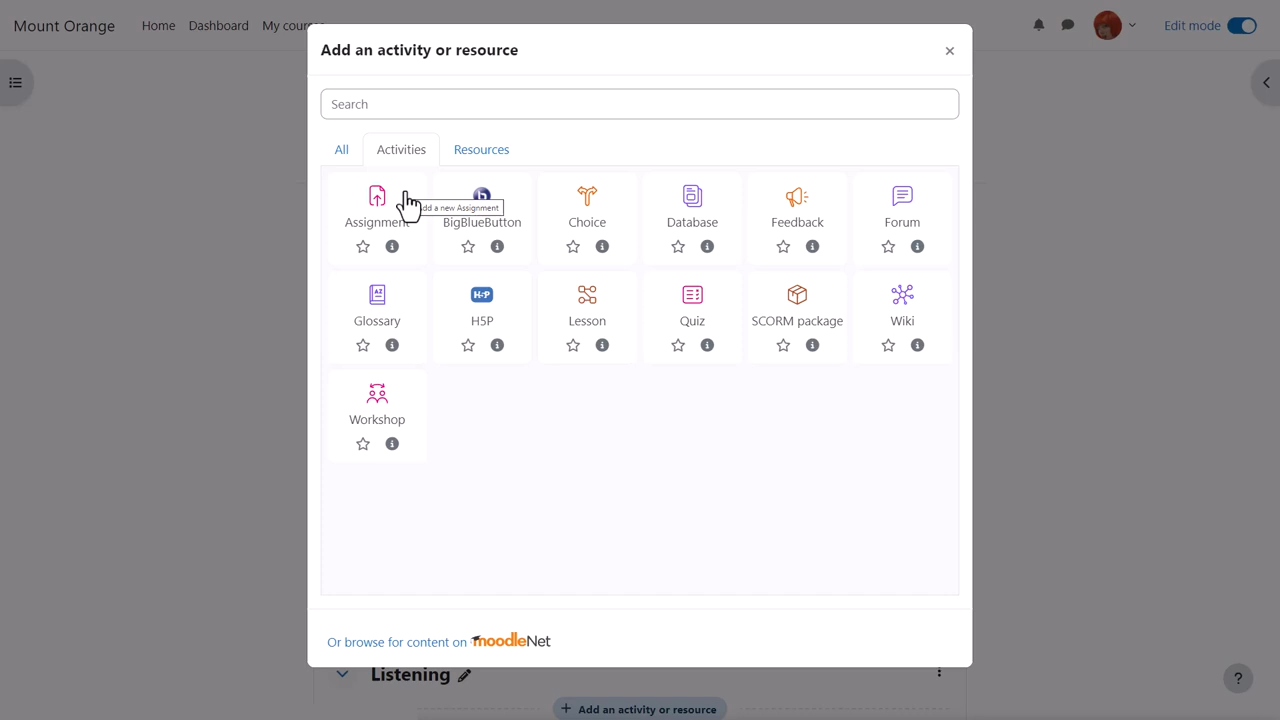 Mount Orange Home Dashboard My courses Edit mode
Add an activity or resource ×
Search
All Activities Resources
Assignment BigBlueButton Choice Database Feedback Forum
Add a new Assignment
Glossary H5P Lesson Quiz SCORM package Wiki
Workshop
Or browse for content on moodleNet
Listening
+ Add an activity or resource
?